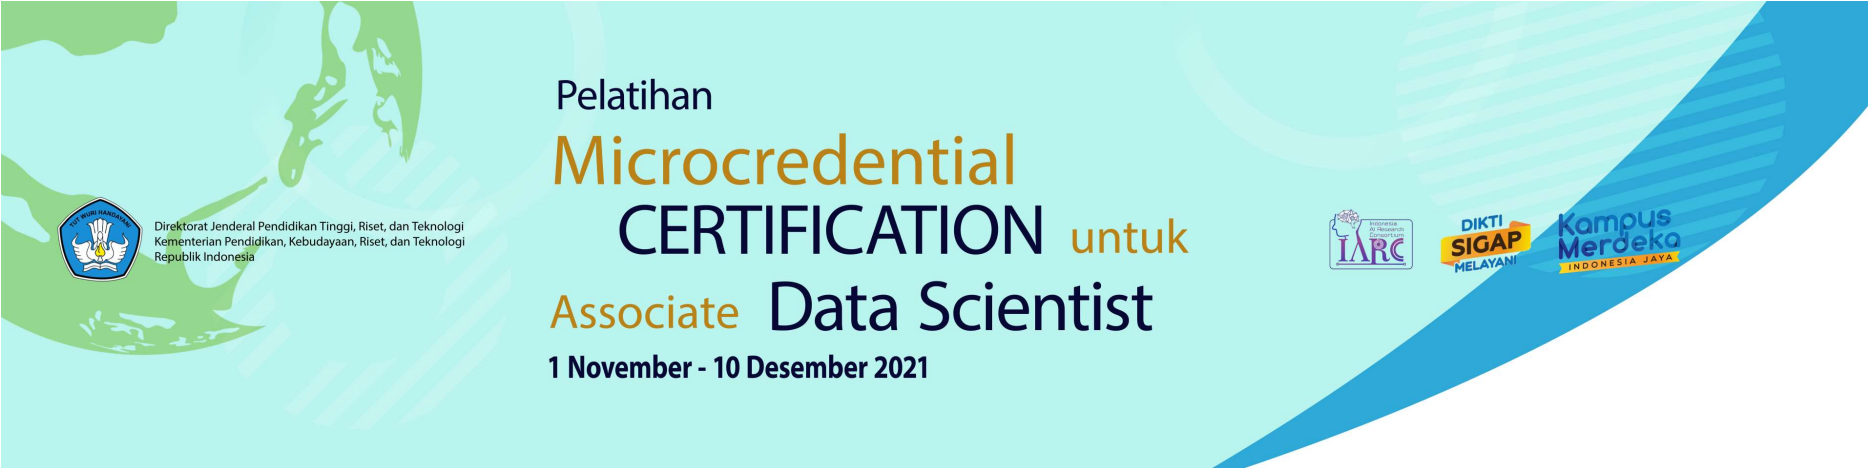 TUT WURI HANDAYANI
Direktorat Jenderal Pendidikan Tinggi, Riset, dan Teknologi
Kementerian Pendidikan, Kebudayaan, Riset, dan Teknologi
Republik Indonesia
Pelatihan
Microcredential
CERTIFICATION untuk
Associate Data Scientist
1 November - 10 Desember 2021
Indonesia
AI Research
Consortium
IARC
DIKTI
SIGAP
MELAYANI
Kampus
Merdeka
INDONESIA JAYA